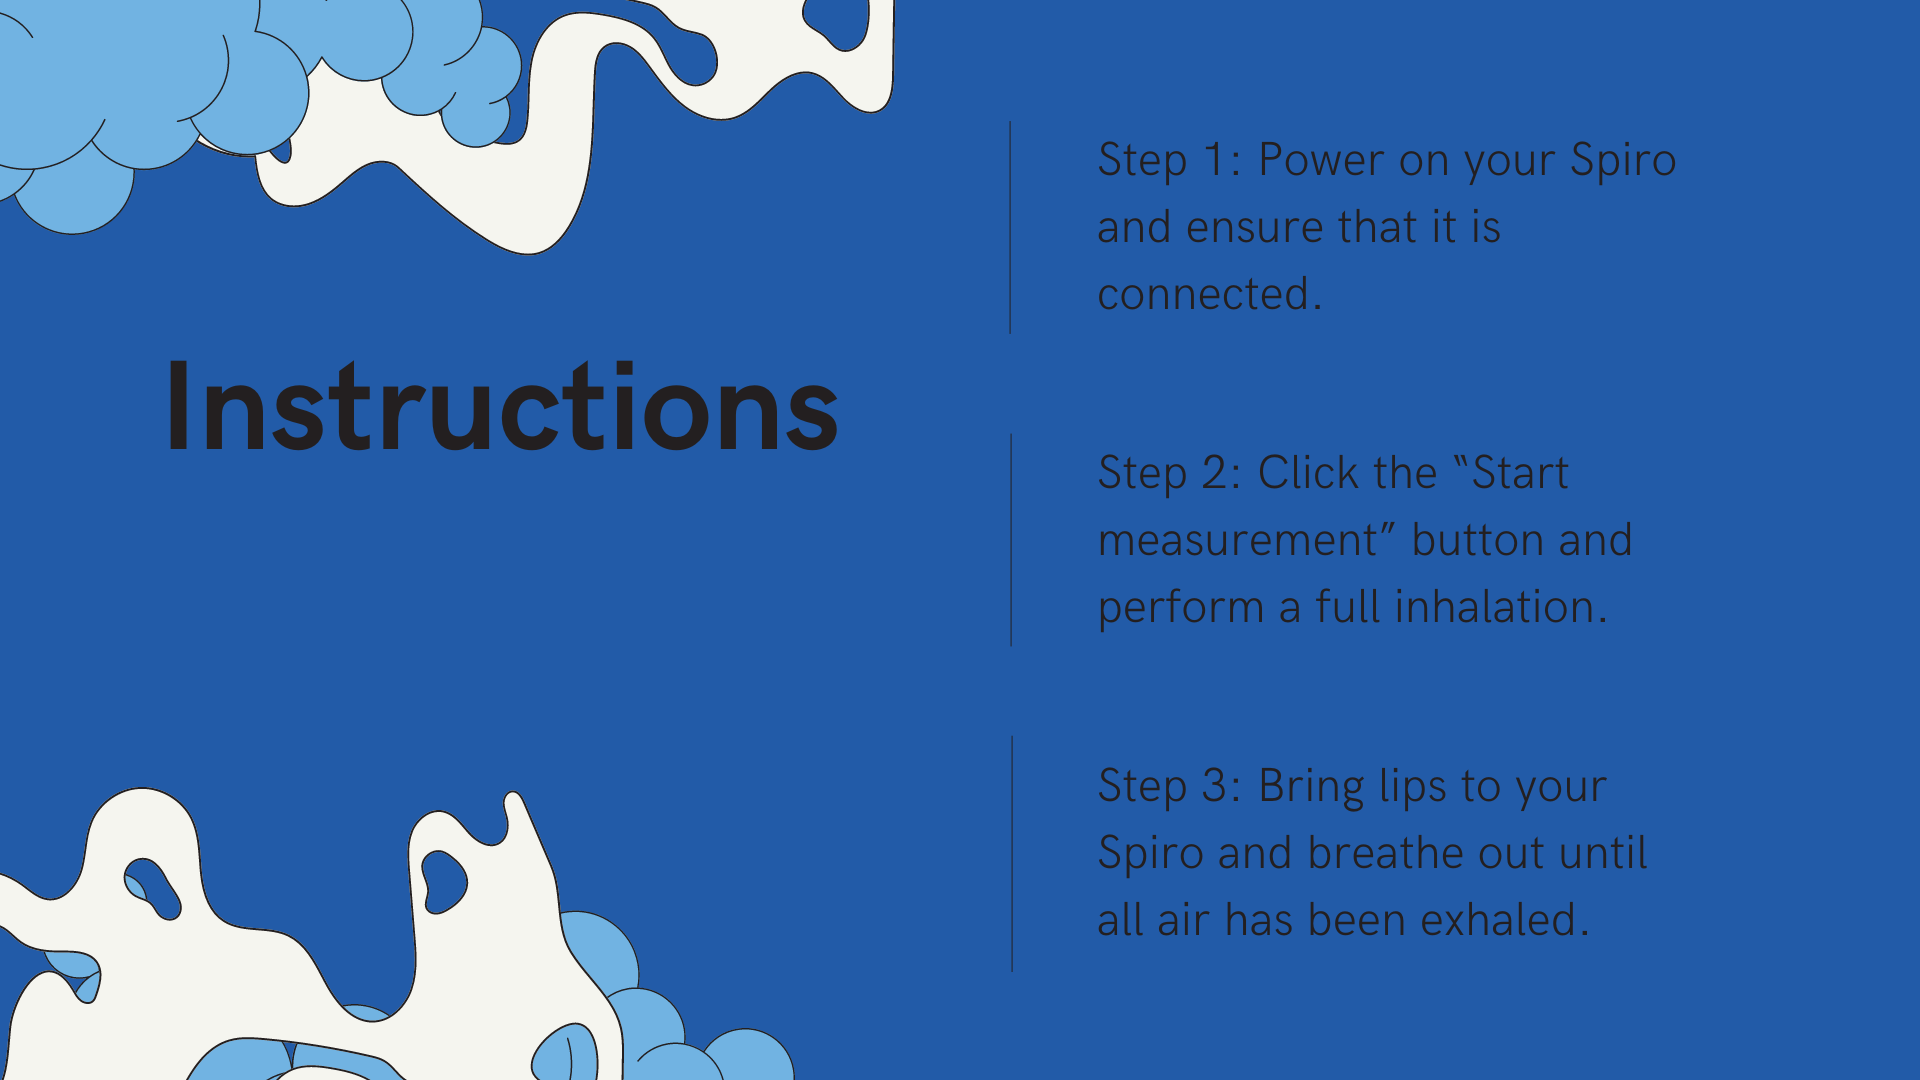 Instructions
Step 1: Power on your Spiro
and ensure that it is
connected.
Step 2: Click the “Start
measurement” button and
perform a full inhalation.
Step 3: Bring lips to your
Spiro and breathe out until
all air has been exhaled.